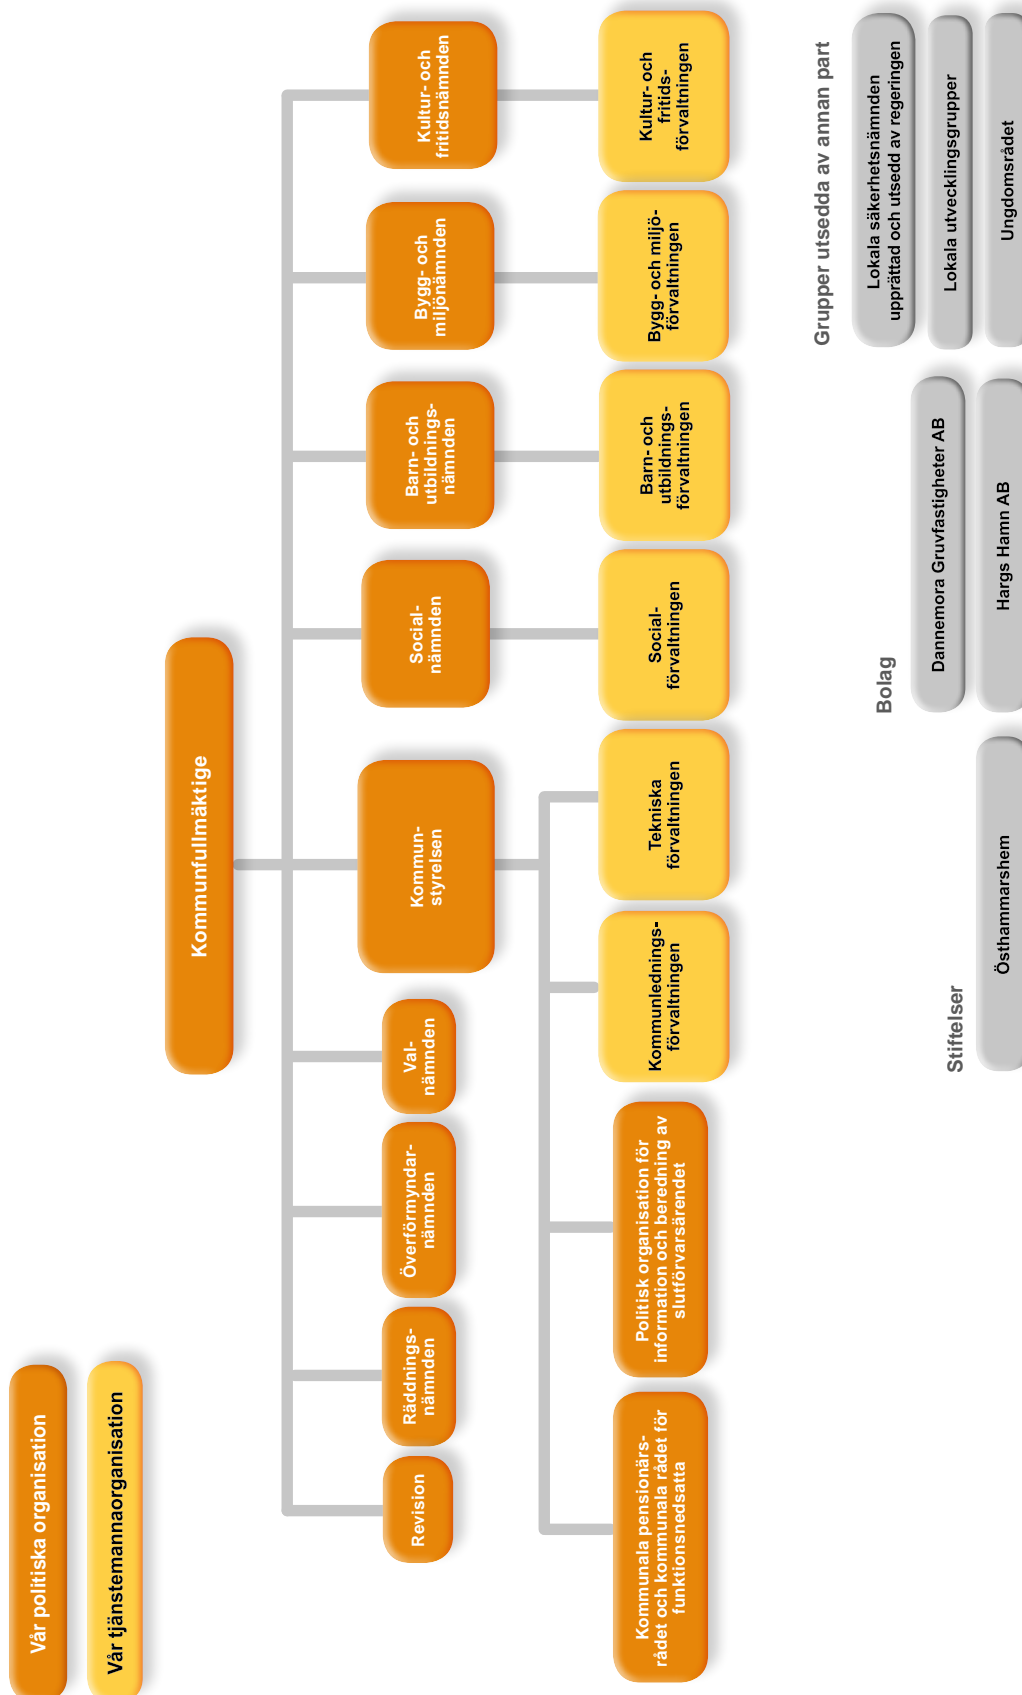 Vår politiska organisation
Vår tjänstemannaorganisation
Kommunfullmäktige
Revision
Räddnings-
nämnden
Överförmyndar-
nämnden
Val-
nämnden
Kommun-
styrelsen
Social-
nämnden
Barn- och
utbildnings-
nämnden
Bygg- och
miljönämnden
Kultur- och
fritidsnämnden
Kommunala pensionärs-
rådet och kommunala rådet för
funktionsnedsatta
Politisk organisation för
information och beredning av
slutförvarsärendet
Kommunlednings-
förvaltningen
Tekniska
förvaltningen
Social-
förvaltningen
Barn- och
utbildnings-
förvaltningen
Bygg- och miljö-
förvaltningen
Kultur- och
fritids-
förvaltningen
Stiftelser
Östhammarshem
Bolag
Dannemora Gruvfastigheter AB
Hargs Hamn AB
Grupper utsedda av annan part
Lokala säkerhetsnämnden
upprättad och utsedd av regeringen
Lokala utvecklingsgrupper
Ungdomsrådet